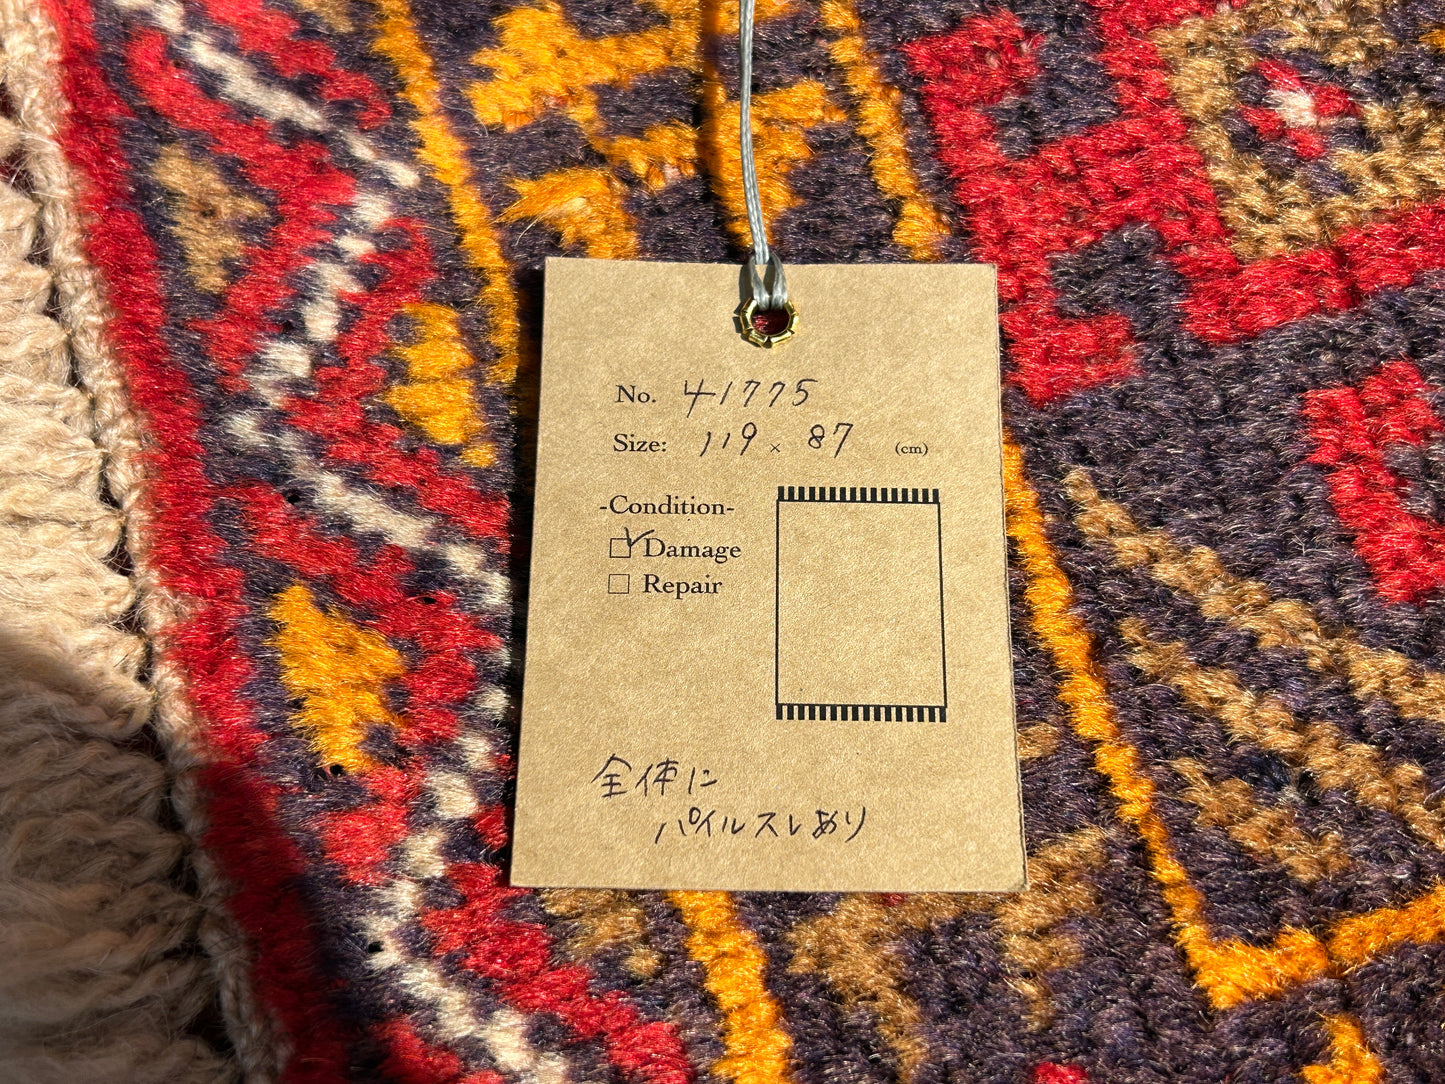 No. 41775
Size: 119 × 87 (cm)
-Condition-
Damage
Repair
全体に
パイルスレあり